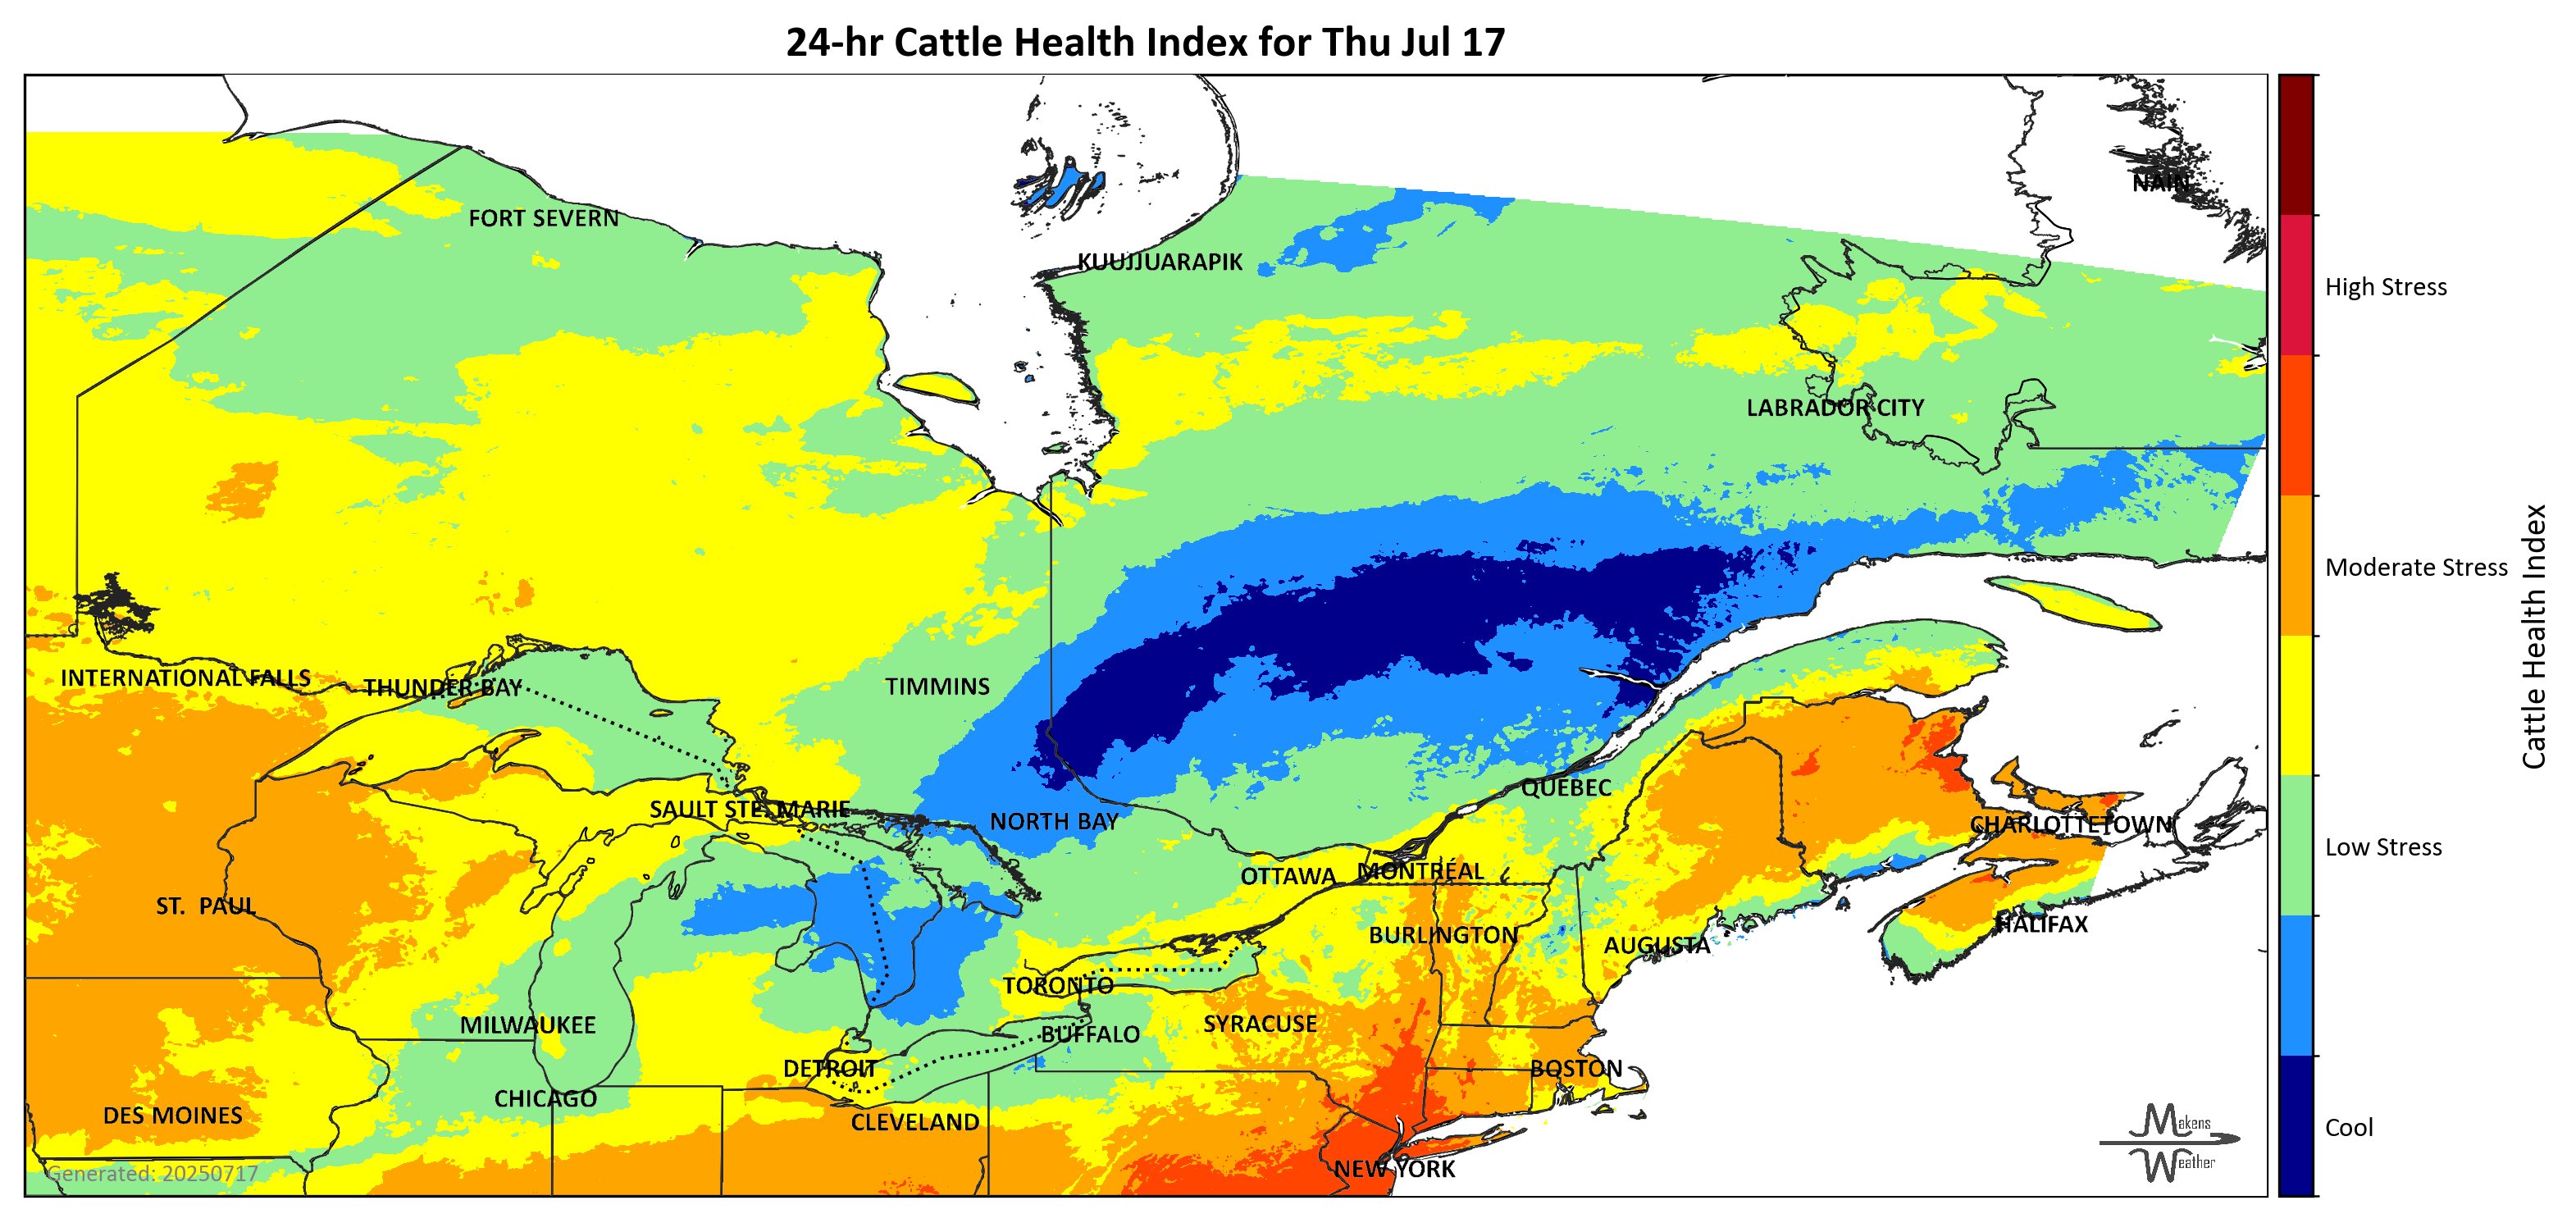 24-hr Cattle Health Index for Thu Jul 17
NAIN
FORT SEVERN
KUUJJUARAPIK
High Stress
LABRADOR CITY
Moderate Stress
Cattle Health Index
INTERNATIONAL FALLS
THUNDER BAY
TIMMINS
QUÉBEC
SAULT STE. MARIE
NORTH BAY
CHARLOTTETOWN
Low Stress
OTTAWA
MONTRÉAL
ST. PAUL
HALIFAX
BURLINGTON
AUGUSTA
TORONTO
MILWAUKEE
SYRACUSE
BUFFALO
DETROIT
BOSTON
CHICAGO
DES MOINES
CLEVELAND
Makens
Weather
Cool
NEW YORK
Generated: 20250717